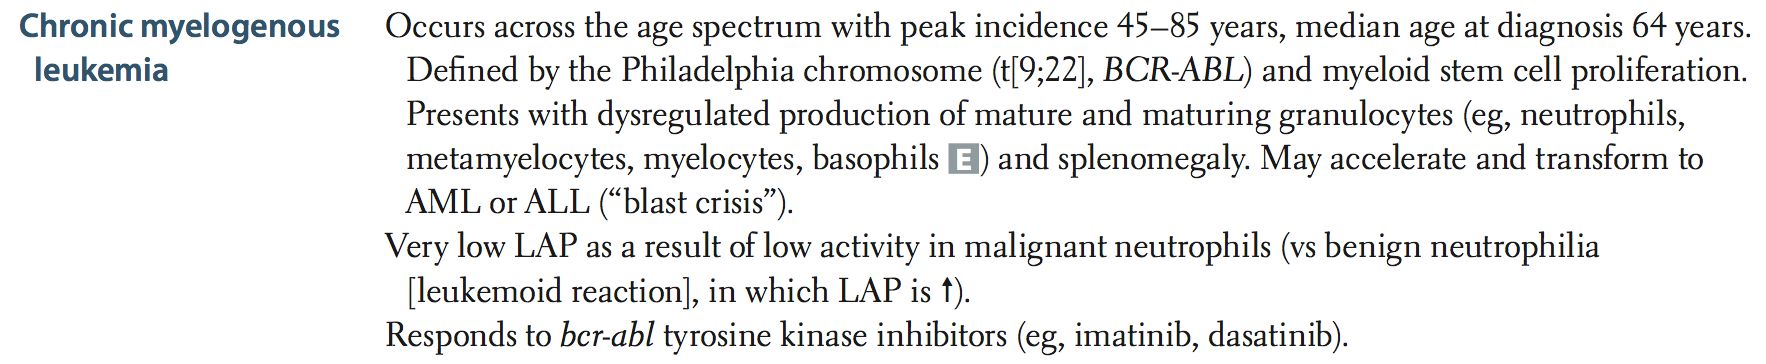 Chronic myelogenous
leukemia
Occurs across the age spectrum with peak incidence 45–85 years, median age at diagnosis 64 years.
Defined by the Philadelphia chromosome (t[9;22], BCR-ABL) and myeloid stem cell proliferation.
Presents with dysregulated production of mature and maturing granulocytes (eg, neutrophils,
metamyelocytes, myelocytes, basophils E) and splenomegaly. May accelerate and transform to
AML or ALL (“blast crisis”).
Very low LAP as a result of low activity in malignant neutrophils (vs benign neutrophilia
[leukemoid reaction], in which LAP is ↑).
Responds to bcr-abl tyrosine kinase inhibitors (eg, imatinib, dasatinib).